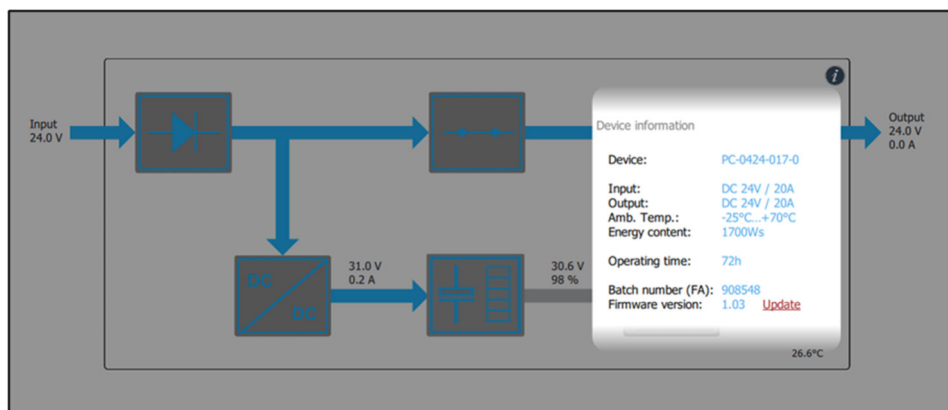 i
Input
24.0 V
Output
24.0 V
0.0 A
Device information
Device: PC-0424-017-0
Input: DC 24V / 20A
Output: DC 24V / 20A
Amb. Temp.: -25°C...+70°C
Energy content: 1700Ws
Operating time: 72h
Batch number (FA): 908548
Firmware version: 1.03 Update
DC
DC
31.0 V
0.2 A
30.6 V
98 %
26.6°C